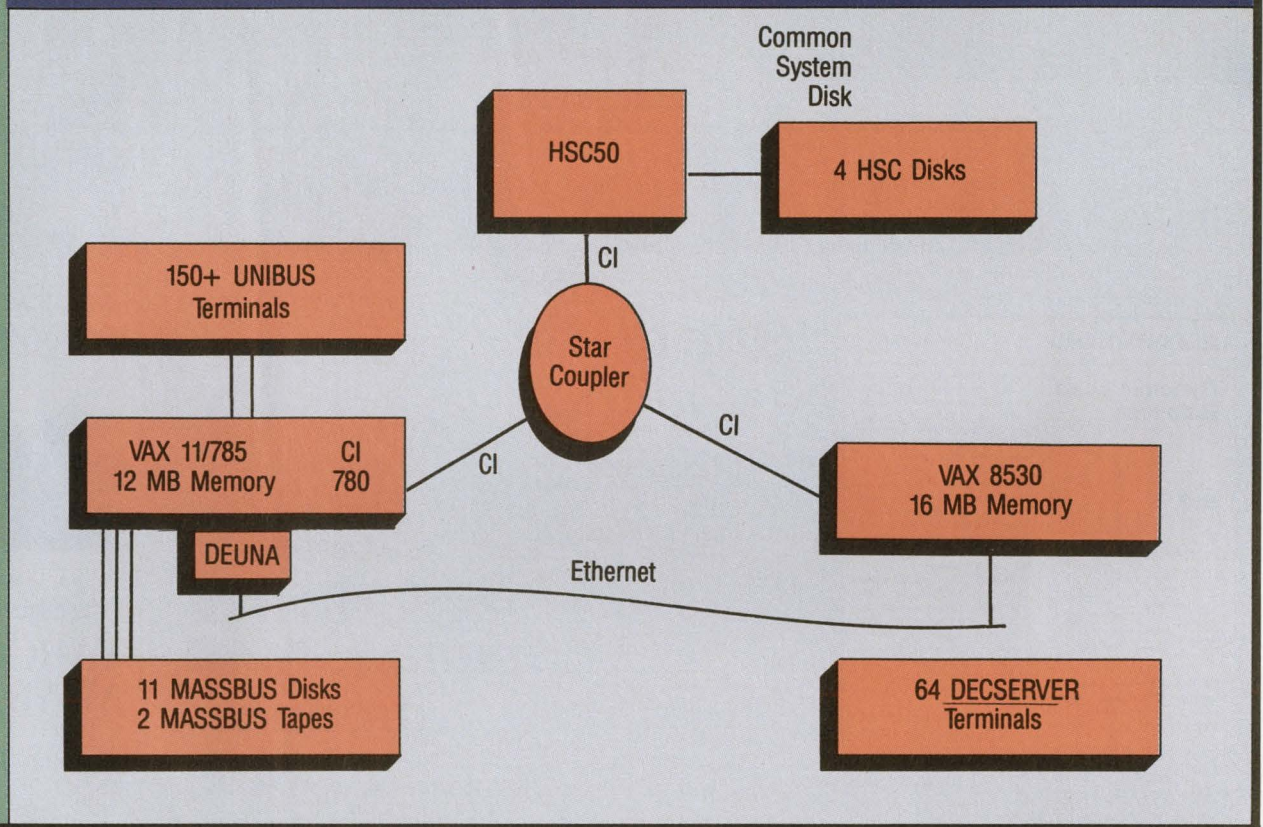 Common
System
Disk
HSC50
4 HSC Disks
CI
150+ UNIBUS
Terminals
Star
Coupler
VAX 11/785 CI
12 MB Memory 780
CI
CI
VAX 8530
16 MB Memory
DEUNA
Ethernet
11 MASSBUS Disks
2 MASSBUS Tapes
64 DECSERVER
Terminals